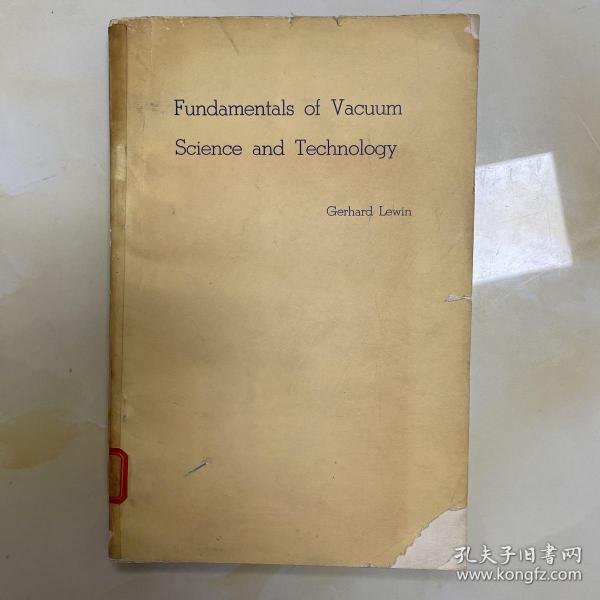 Fundamentals of Vacuum
Science and Technology
Gerhard Lewin
孔夫子旧书网
www.kongfz.com